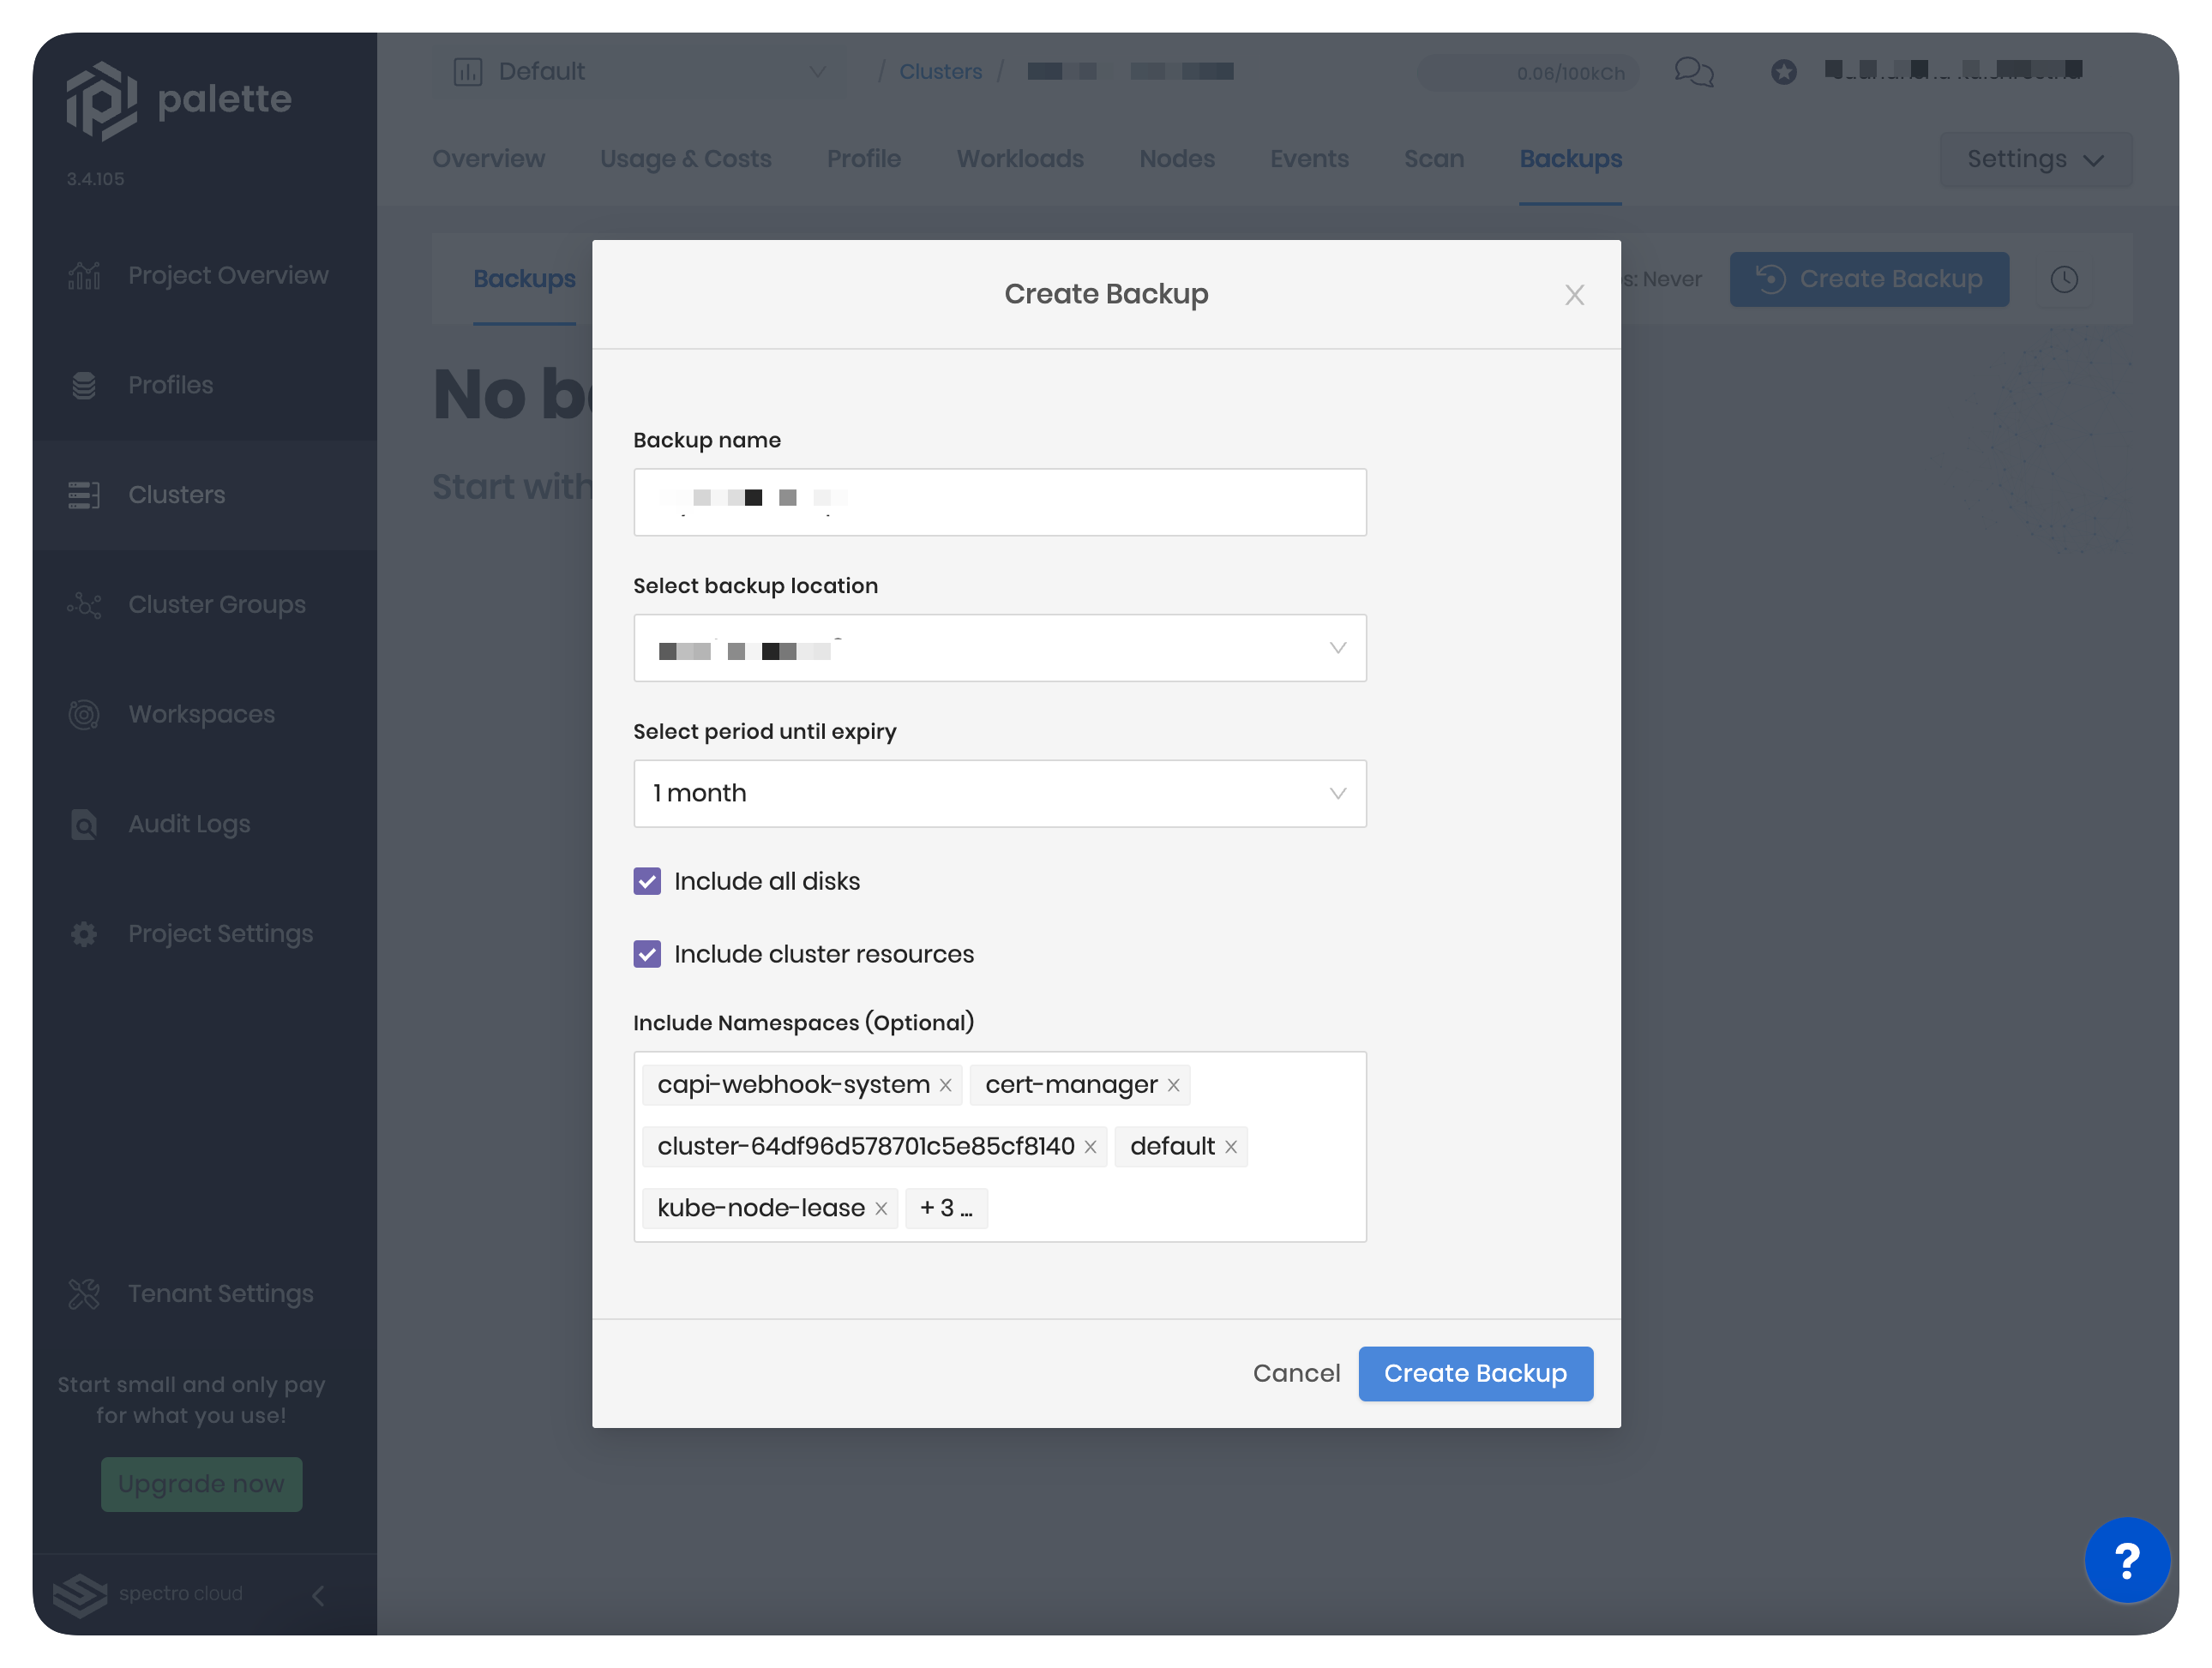 palette
3.4.105
Project Overview
Profiles
Clusters
Cluster Groups
Workspaces
Audit Logs
Project Settings
Tenant Settings
Start small and only pay
for what you use!
Upgrade now
spectro cloud
Default / Clusters / 0.06/100kCh
Overview Usage & Costs Profile Workloads Nodes Events Scan Backups Settings
Backups Never Create Backup
No
Start with
Create Backup
Backup name
Select backup location
Select period until expiry
1 month
Include all disks
Include cluster resources
Include Namespaces (Optional)
capi-webhook-system cert-manager
cluster-64df96d578701c5e85cf8140 default
kube-node-lease + 3 ...
Cancel Create Backup
?